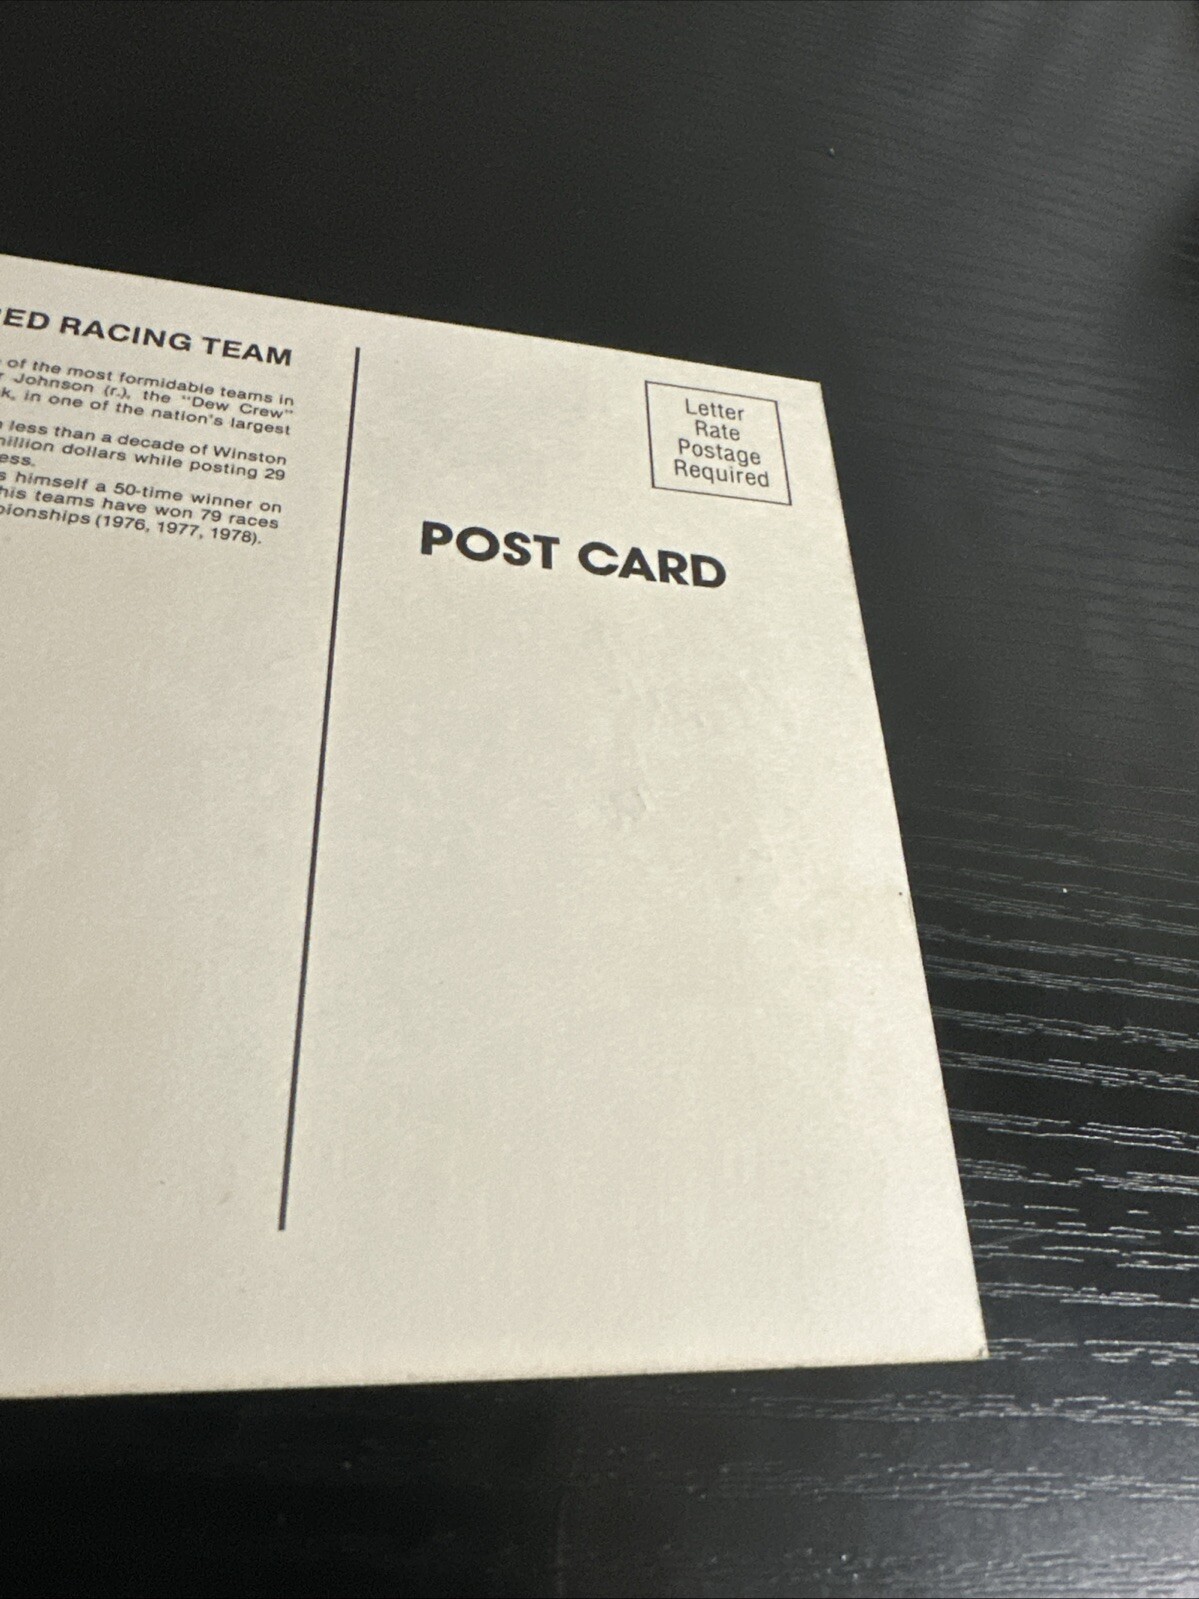 RACING TEAM
of the most formidable teams in
Johnson (r.), the "Dew Crew"
in one of the nation's largest
less than a decade of Winston
million dollars while posting 29
himself a 50-time winner on
his teams have won 79 races
(1976, 1977, 1978).
Letter
Rate
Postage
Required
POST CARD